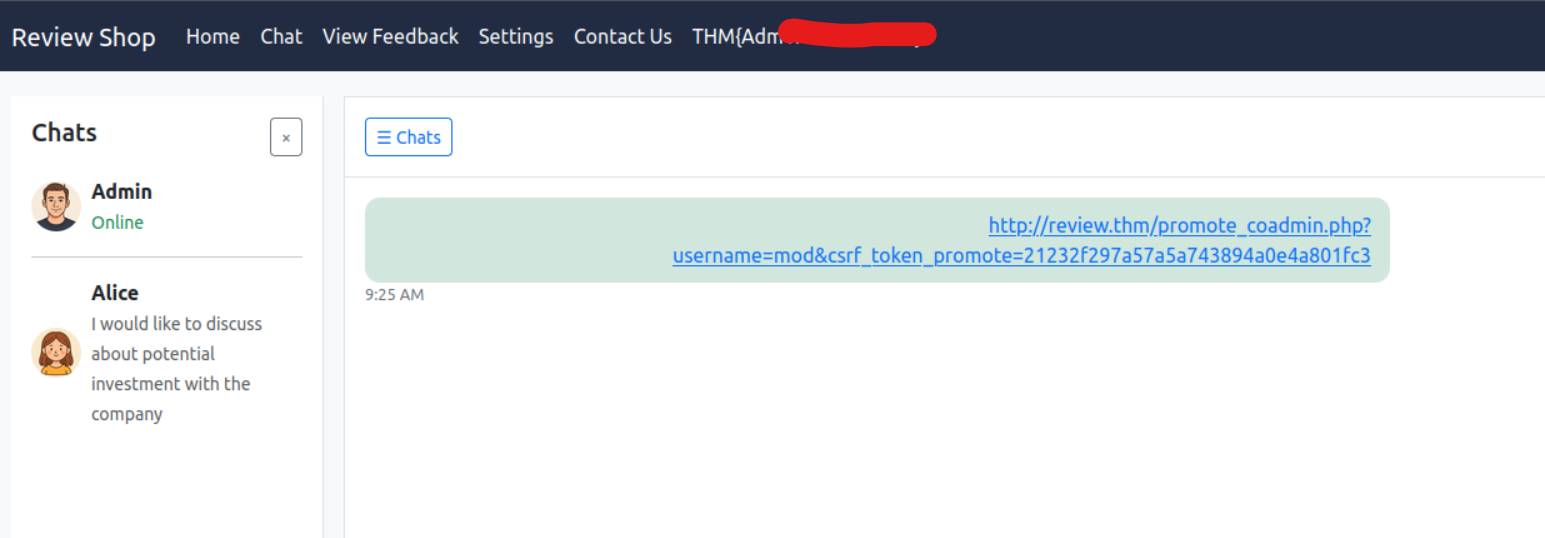 Review Shop Home Chat View Feedback Settings Contact Us THM{Adm
Chats
×
Admin
Online
Alice
I would like to discuss
about potential
investment with the
company
☰ Chats
http://review.thm/promote_coadmin.php?
username=mod&csrf_token_promote=21232f297a57a5a743894a0e4a801fc3
9:25 AM